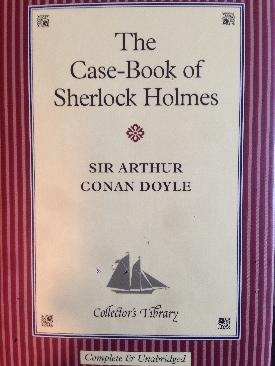 The
Case-Book of
Sherlock Holmes
SIR ARTHUR
CONAN DOYLE
Collector's Library
Complete & Unabridged